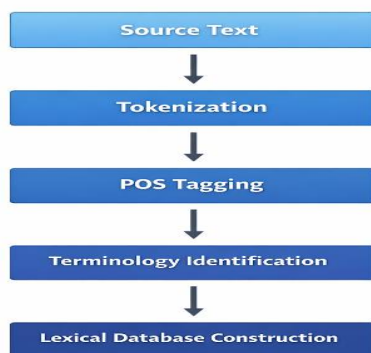 Source Text
Tokenization
POS Tagging
Terminology Identification
Lexical Database Construction